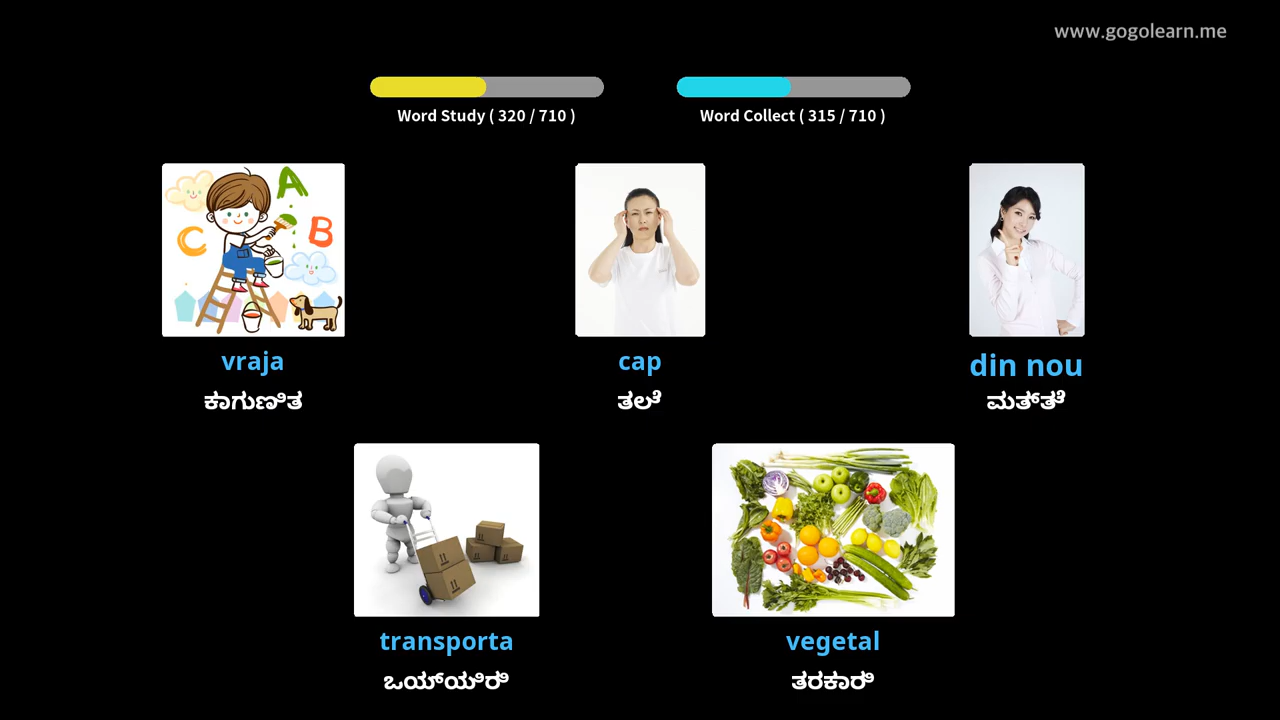 www.gogolearn.me
Word Study ( 320 / 710 )
Word Collect ( 315 / 710 )
A
B
C
vraja
cap
din nou
ಕಾಗುಣಿತ
ತಲೆ
ಮತ್ತೆ
transporta
vegetal
ಒಯ್ಯಿರಿ
ತರಕಾರಿ